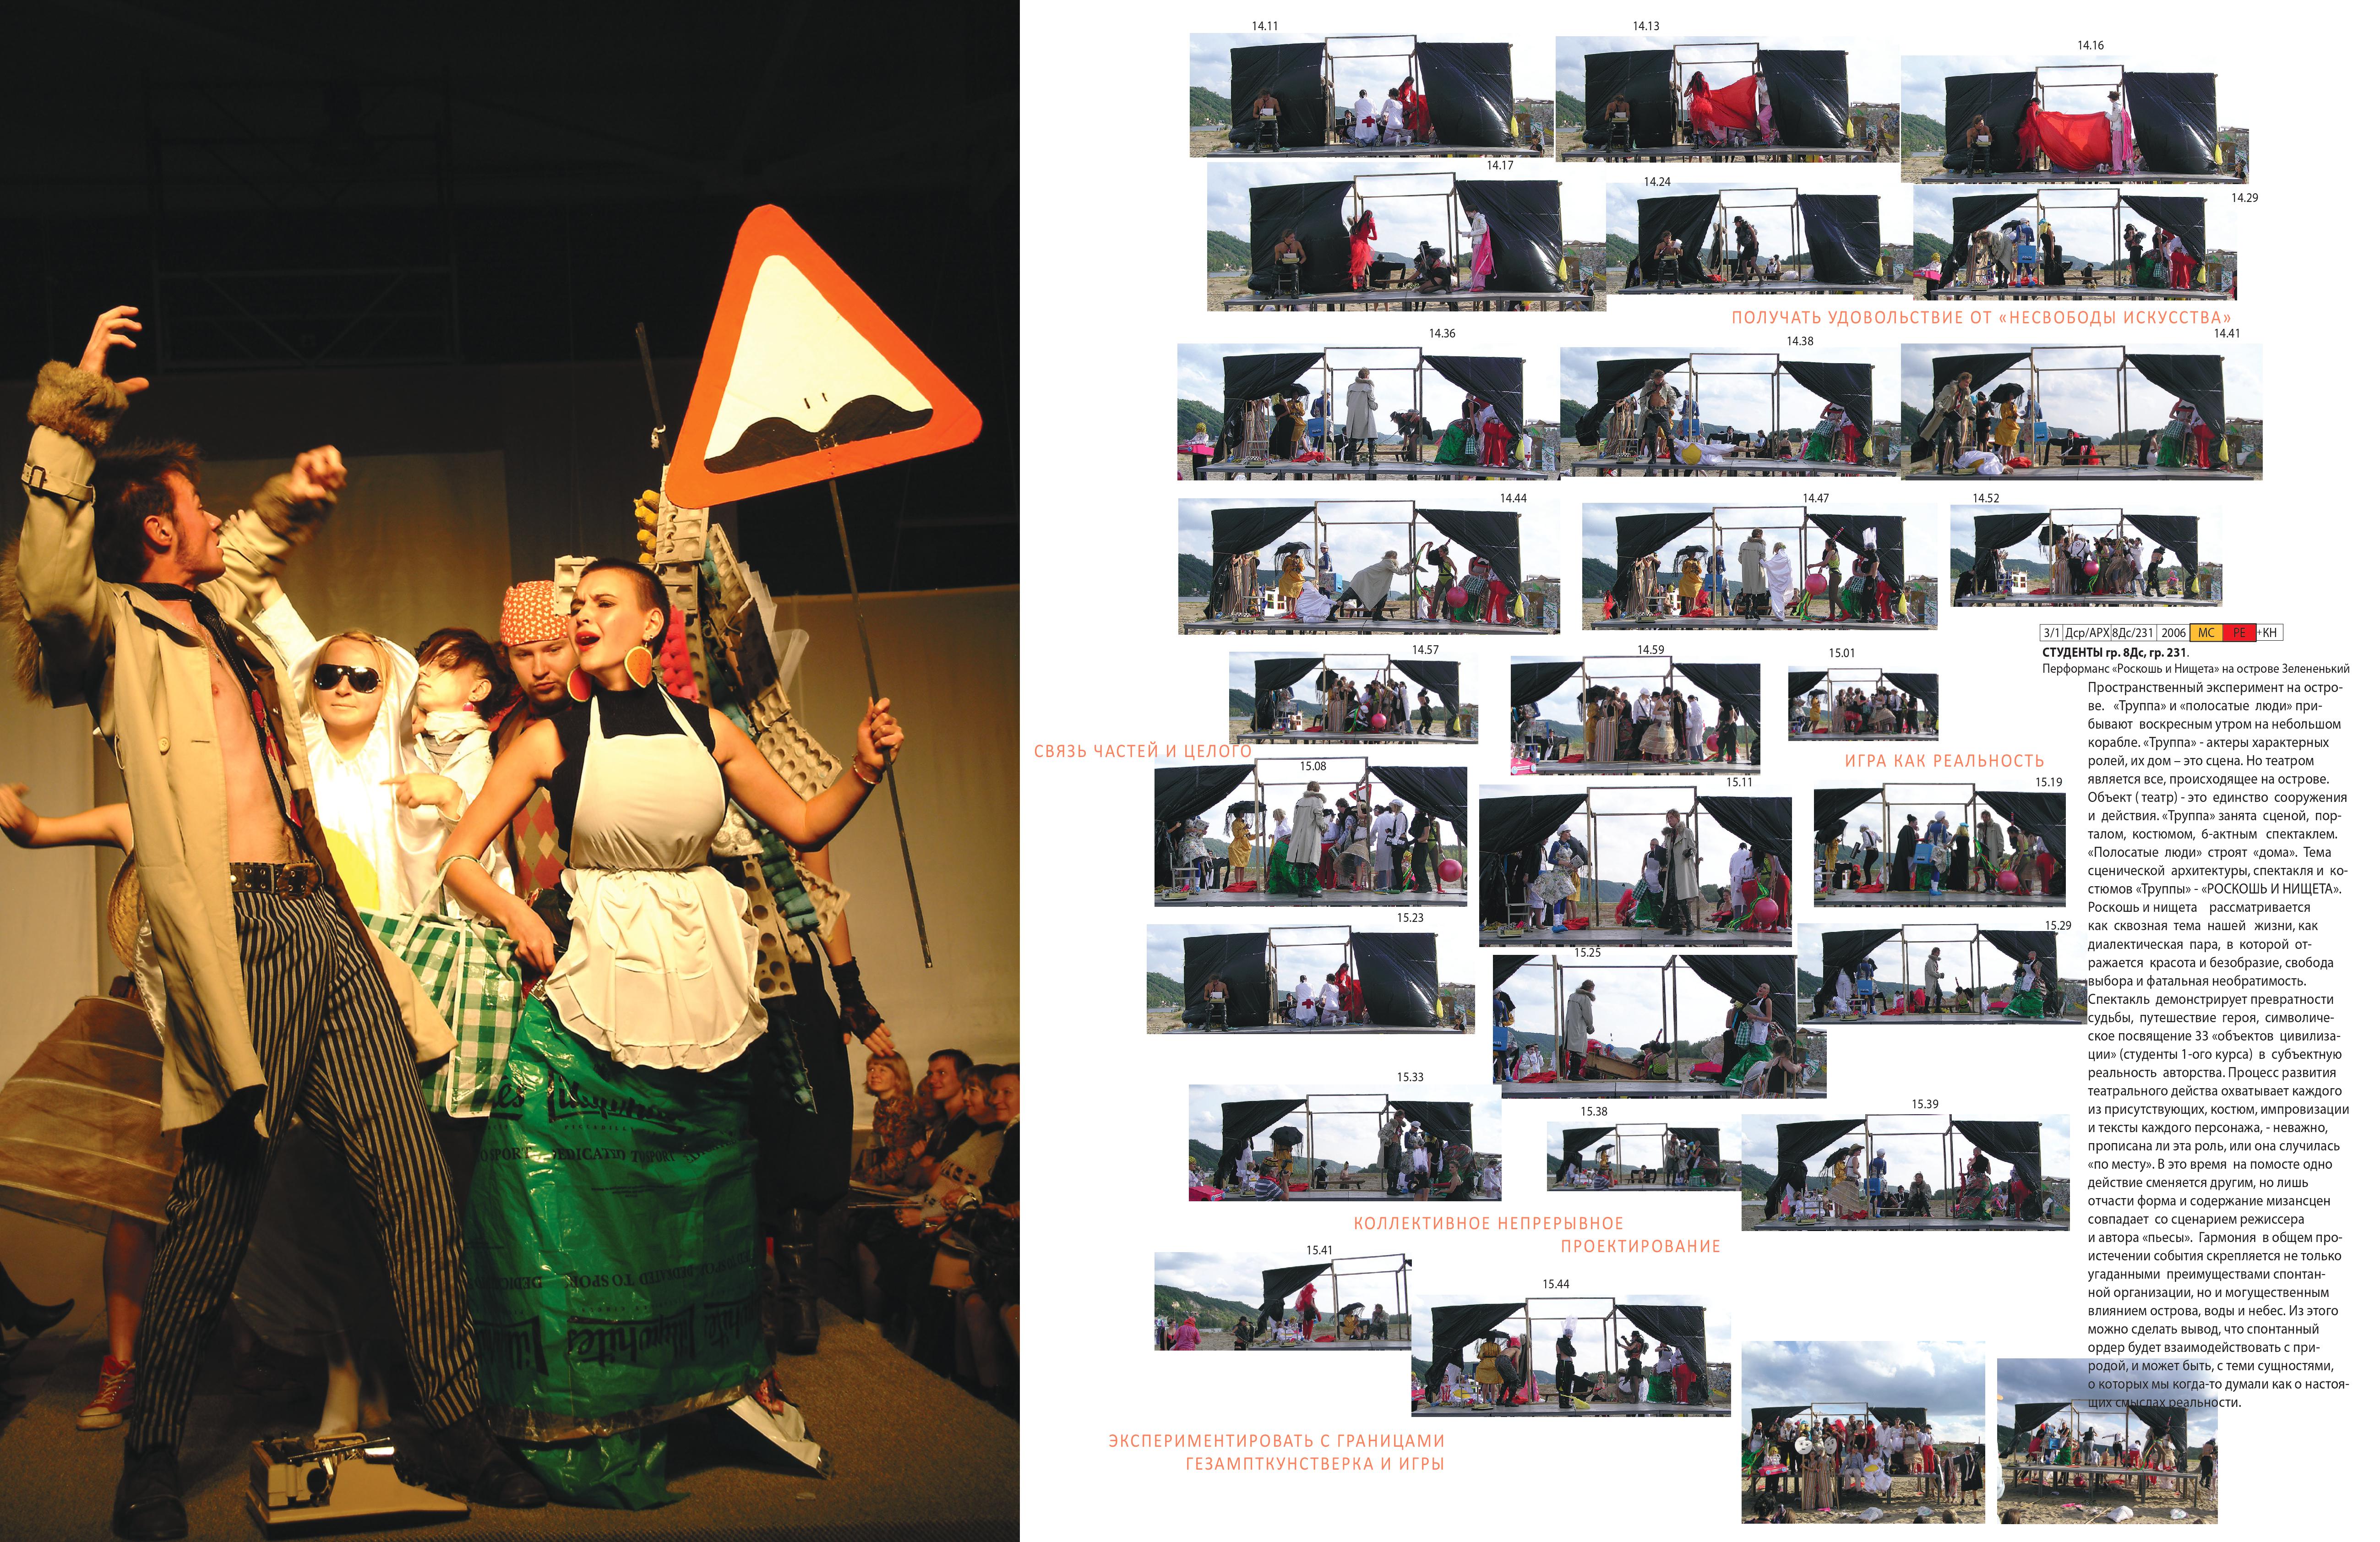 14.11
14.13
14.16
14.17
14.24
14.29
ПОЛУЧАТЬ УДОВОЛЬСТВИЕ ОТ «НЕСВОБОДЫ ИСКУССТВА»
14.36
14.38
14.41
14.44
14.47
14.52
14.57
14.59
15.01
СВЯЗЬ ЧАСТЕЙ И ЦЕЛОГО
ИГРА КАК РЕАЛЬНОСТЬ
15.08
15.11
15.19
15.23
15.25
15.29
15.33
15.38
15.39
КОЛЛЕКТИВНОЕ НЕПРЕРЫВНОЕ
ПРОЕКТИРОВАНИЕ
15.41
15.44
ЭКСПЕРИМЕНТИРОВАТЬ С ГРАНИЦАМИ
ГЕЗАМПТКУНСТВЕРКА И ИГРЫ
3/1 Дср/АРХ 8Дс/231 2006 МС РЕ +КН
СТУДЕНТЫ гр. 8Дс, гр. 231.
Перформанс «Роскошь и Нищета» на острове Зелененький
Пространственный эксперимент на остро-
ве. «Труппа» и «полосатые люди» при-
бывают воскресным утром на небольшом
корабле. «Труппа» - актеры характерных
ролей, их дом – это сцена. Но театром
является все, происходящее на острове.
Объект ( театр) - это единство сооружения
и действия. «Труппа» занята сценой, пор-
талом, костюмом, 6-актным спектаклем.
«Полосатые люди» строят «дома». Тема
сценической архитектуры, спектакля и ко-
стюмов «Труппы» - «РОСКОШЬ И НИЩЕТА».
Роскошь и нищета рассматривается
как сквозная тема нашей жизни, как
диалектическая пара, в которой от-
ражается красота и безобразие, свобода
выбора и фатальная необратимость.
Спектакль демонстрирует превратности
судьбы, путешествие героя, символиче-
ское посвящение 33 «объектов цивилиза-
ции» (студенты 1-ого курса) в субъектную
реальность авторства. Процесс развития
театрального действа охватывает каждого
из присутствующих, костюм, импровизации
и тексты каждого персонажа, - неважно,
прописана ли эта роль, или она случилась
«по месту». В это время на помосте одно
действие сменяется другим, но лишь
отчасти форма и содержание мизансцен
совпадает со сценарием режиссера
и автора «пьесы». Гармония в общем про-
истечении события скрепляется не только
угаданными преимуществами спонтан-
ной организации, но и могущественным
влиянием острова, воды и небес. Из этого
можно сделать вывод, что спонтанный
ордер будет взаимодействовать с при-
родой, и может быть, с теми сущностями,
о которых мы когда-то думали как о настоя-
щих смыслах реальности.